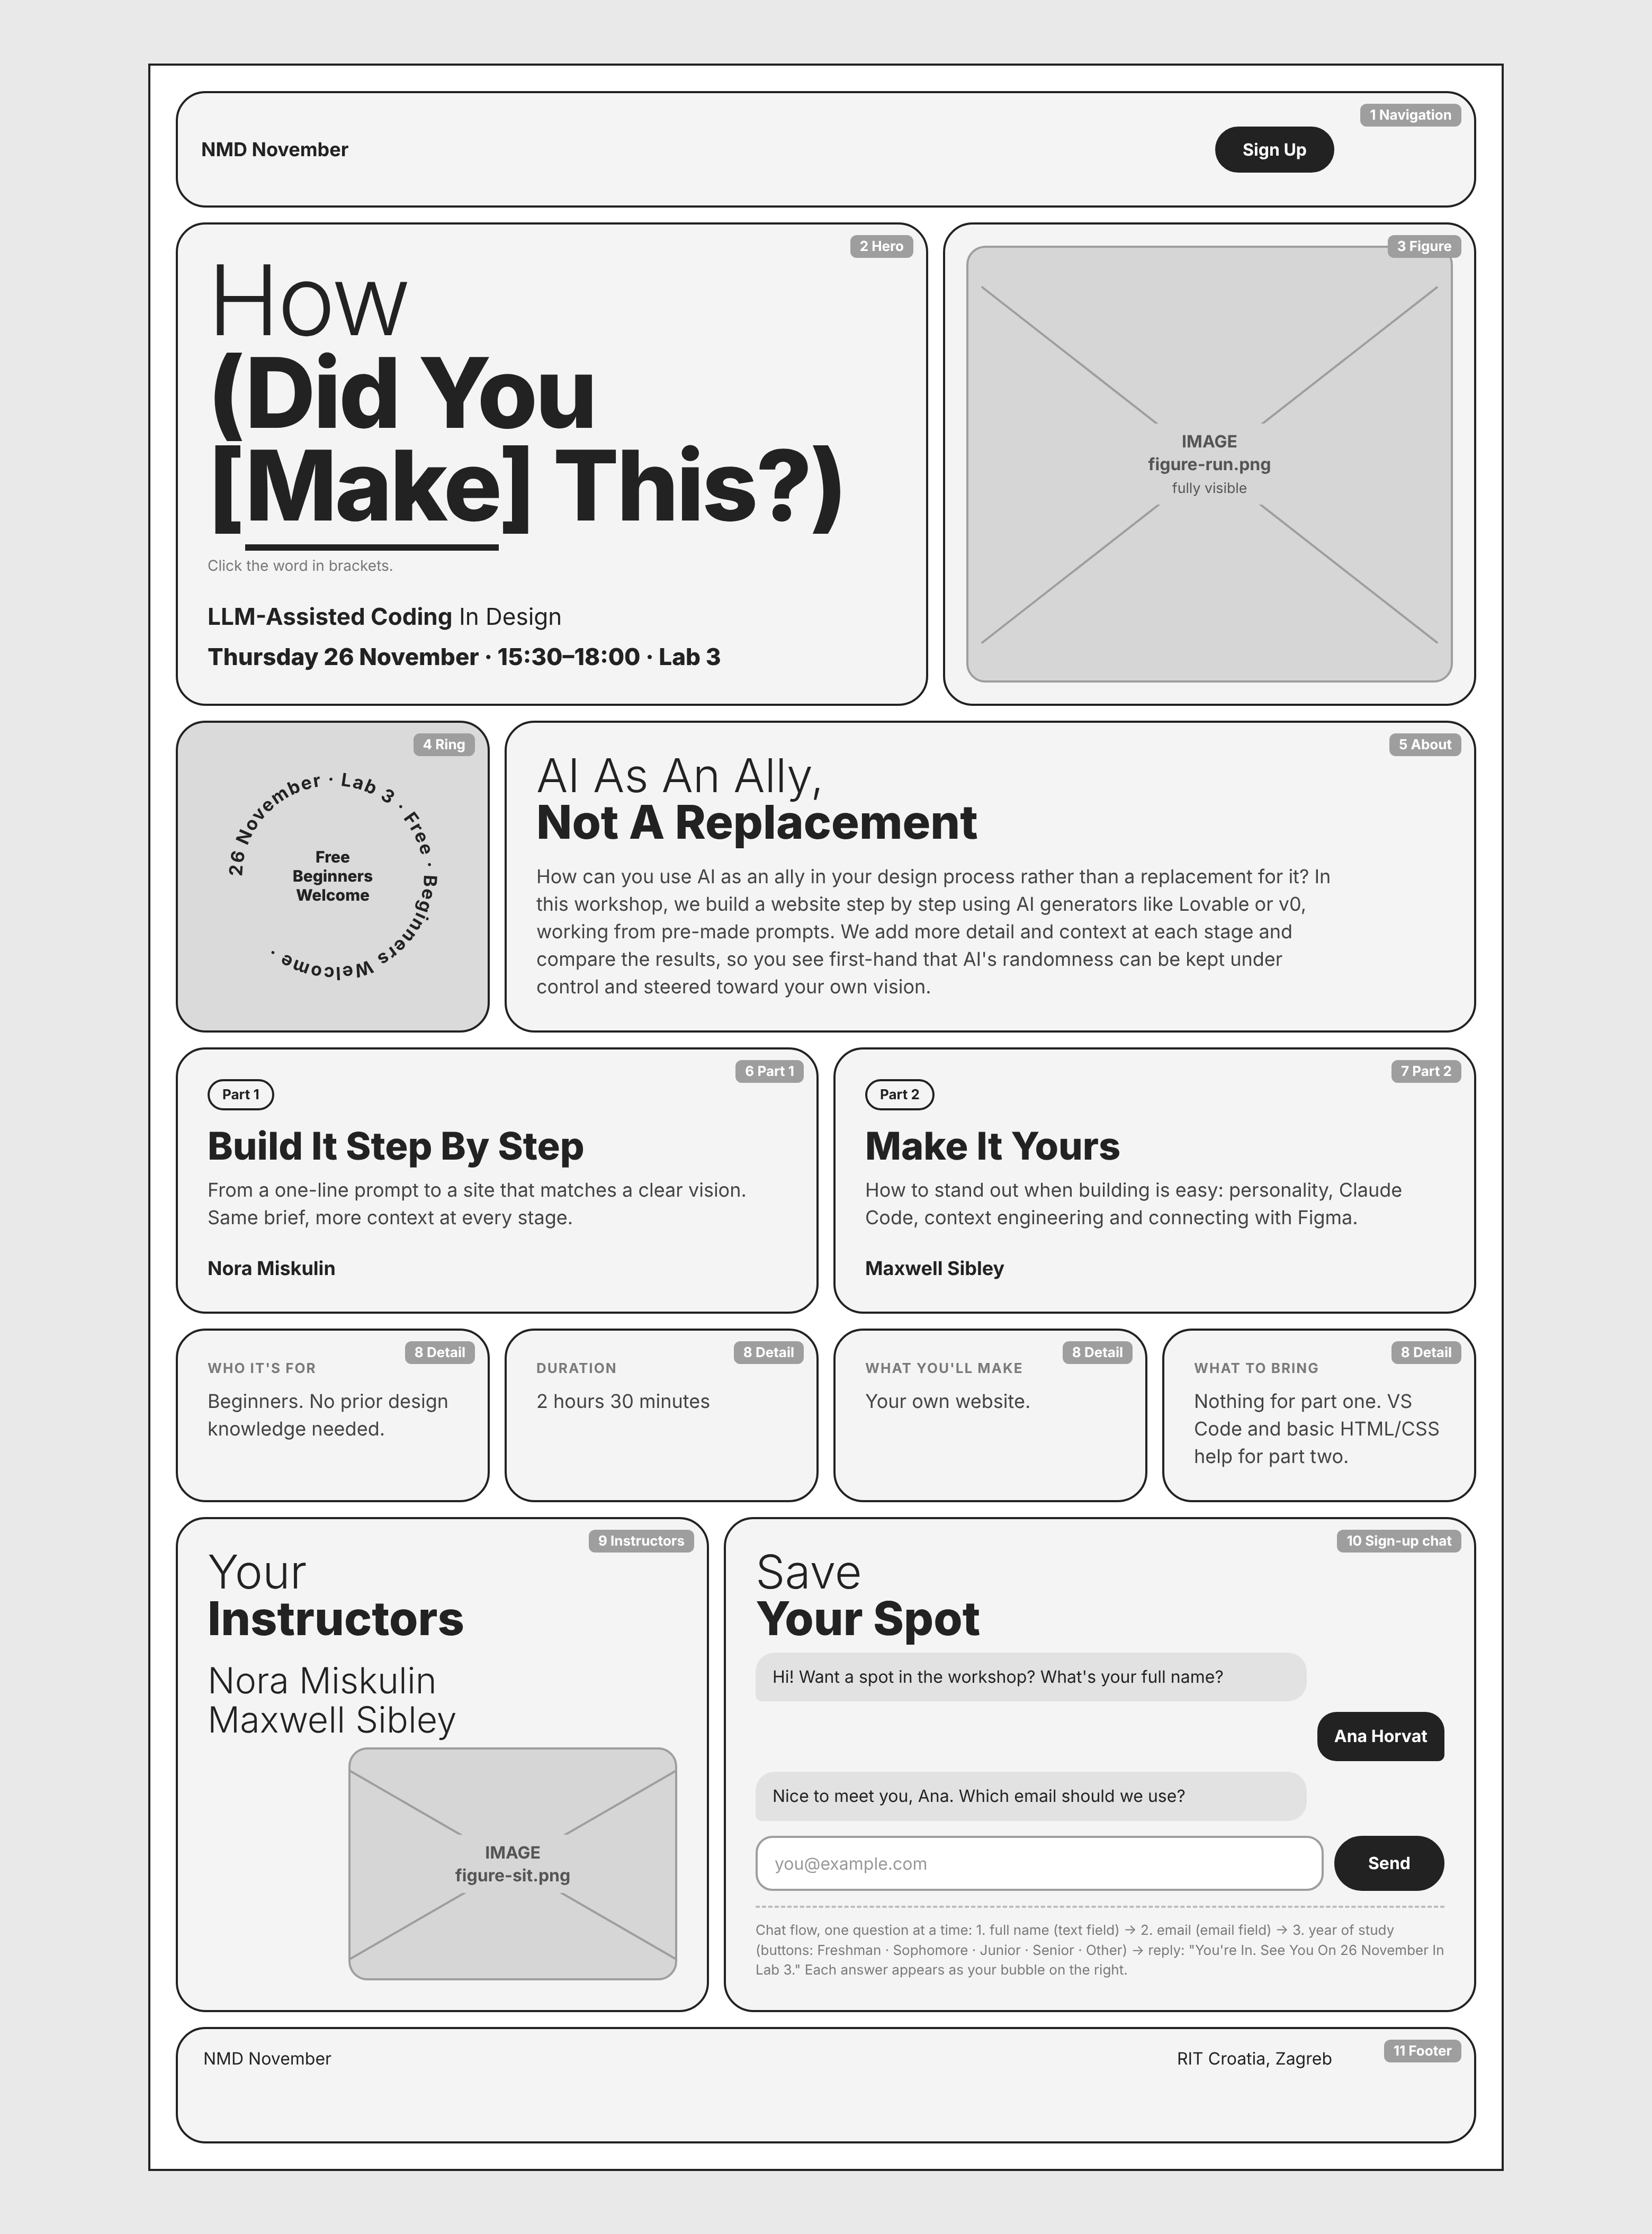 1 Navigation
NMD November
Sign Up
2 Hero
How
(Did You
[Make] This?)
Click the word in brackets.
LLM-Assisted Coding In Design
Thursday 26 November · 15:30–18:00 · Lab 3
3 Figure
IMAGE
figure-run.png
fully visible
4 Ring
26 November · Lab 3 · Free · Beginners Welcome ·
Free
Beginners
Welcome
5 About
AI As An Ally,
Not A Replacement
How can you use AI as an ally in your design process rather than a replacement for it? In
this workshop, we build a website step by step using AI generators like Lovable or v0,
working from pre-made prompts. We add more detail and context at each stage and
compare the results, so you see first-hand that AI's randomness can be kept under
control and steered toward your own vision.
6 Part 1
Part 1
Build It Step By Step
From a one-line prompt to a site that matches a clear vision.
Same brief, more context at every stage.
Nora Miskulin
7 Part 2
Part 2
Make It Yours
How to stand out when building is easy: personality, Claude
Code, context engineering and connecting with Figma.
Maxwell Sibley
8 Detail
WHO IT'S FOR
Beginners. No prior design
knowledge needed.
8 Detail
DURATION
2 hours 30 minutes
8 Detail
WHAT YOU'LL MAKE
Your own website.
8 Detail
WHAT TO BRING
Nothing for part one. VS
Code and basic HTML/CSS
help for part two.
9 Instructors
Your
Instructors
Nora Miskulin
Maxwell Sibley
IMAGE
figure-sit.png
10 Sign-up chat
Save
Your Spot
Hi! Want a spot in the workshop? What's your full name?
Ana Horvat
Nice to meet you, Ana. Which email should we use?
you@example.com
Send
Chat flow, one question at a time: 1. full name (text field) → 2. email (email field) → 3. year of study
(buttons: Freshman · Sophomore · Junior · Senior · Other) → reply: "You're In. See You On 26 November In
Lab 3." Each answer appears as your bubble on the right.
11 Footer
NMD November
RIT Croatia, Zagreb